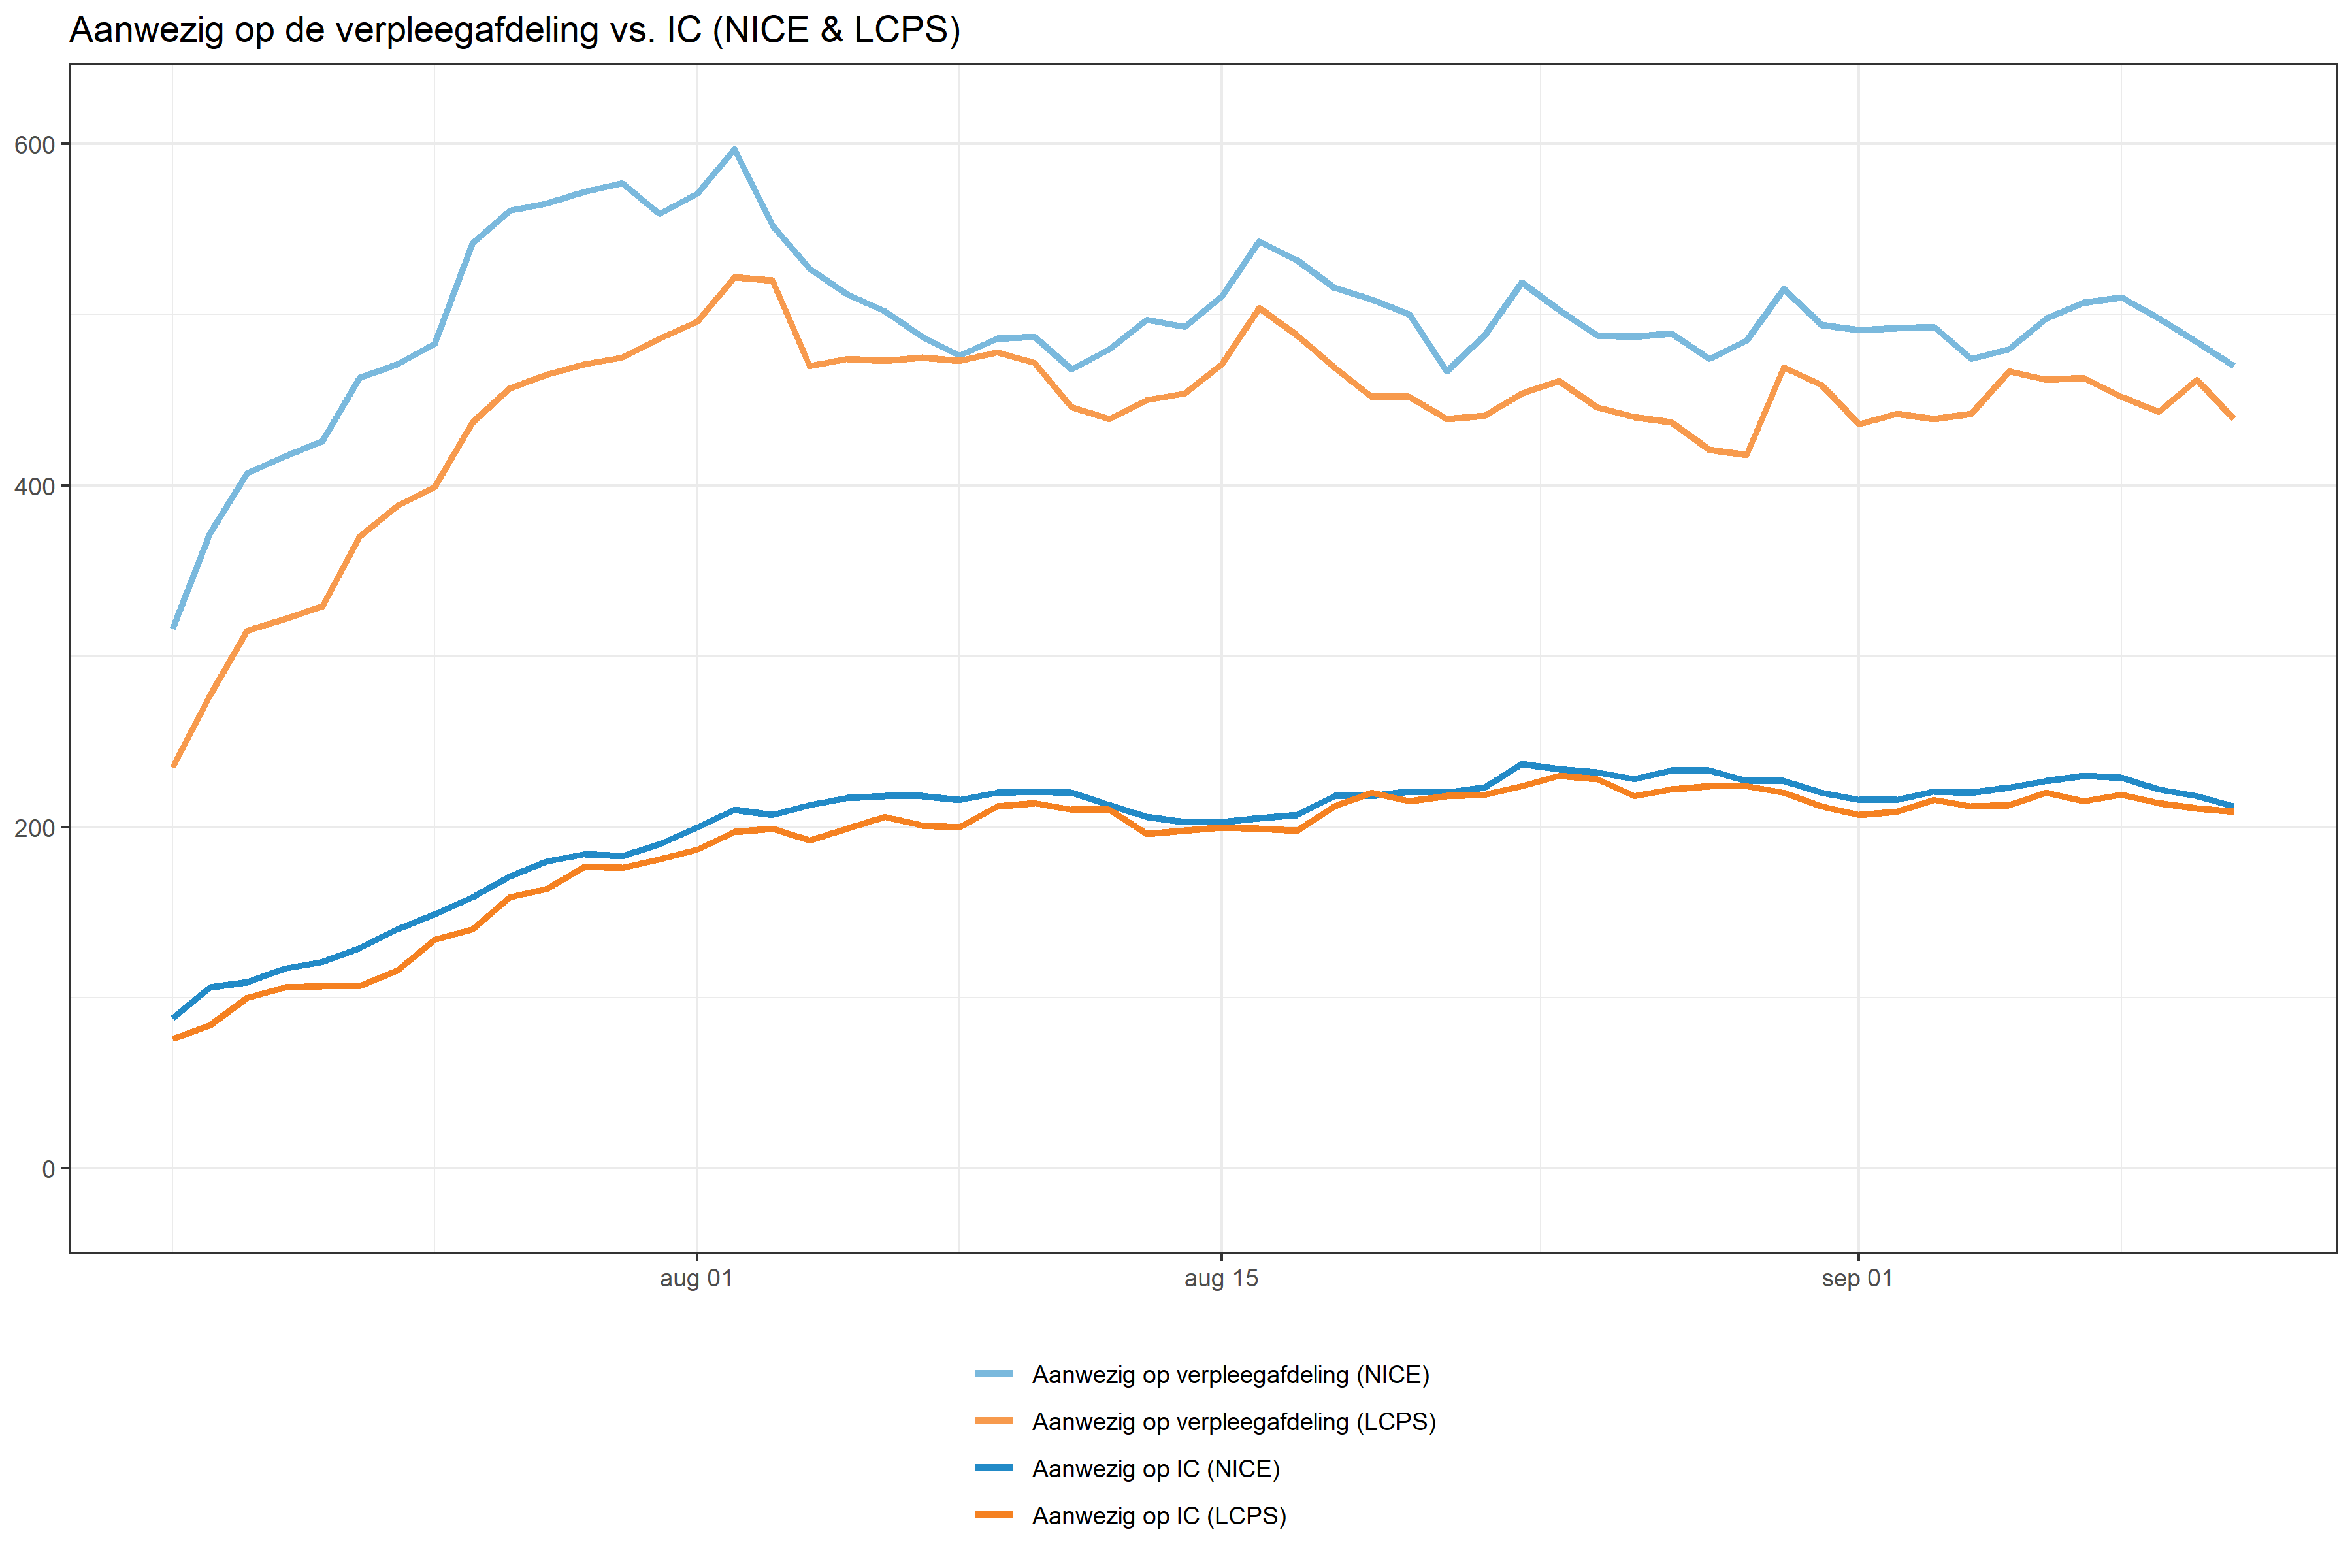 Aanwezig op de verpleegafdeling vs. IC (NICE & LCPS)
600
400
200
0
aug 01
aug 15
sep 01
Aanwezig op verpleegafdeling (NICE)
Aanwezig op verpleegafdeling (LCPS)
Aanwezig op IC (NICE)
Aanwezig op IC (LCPS)